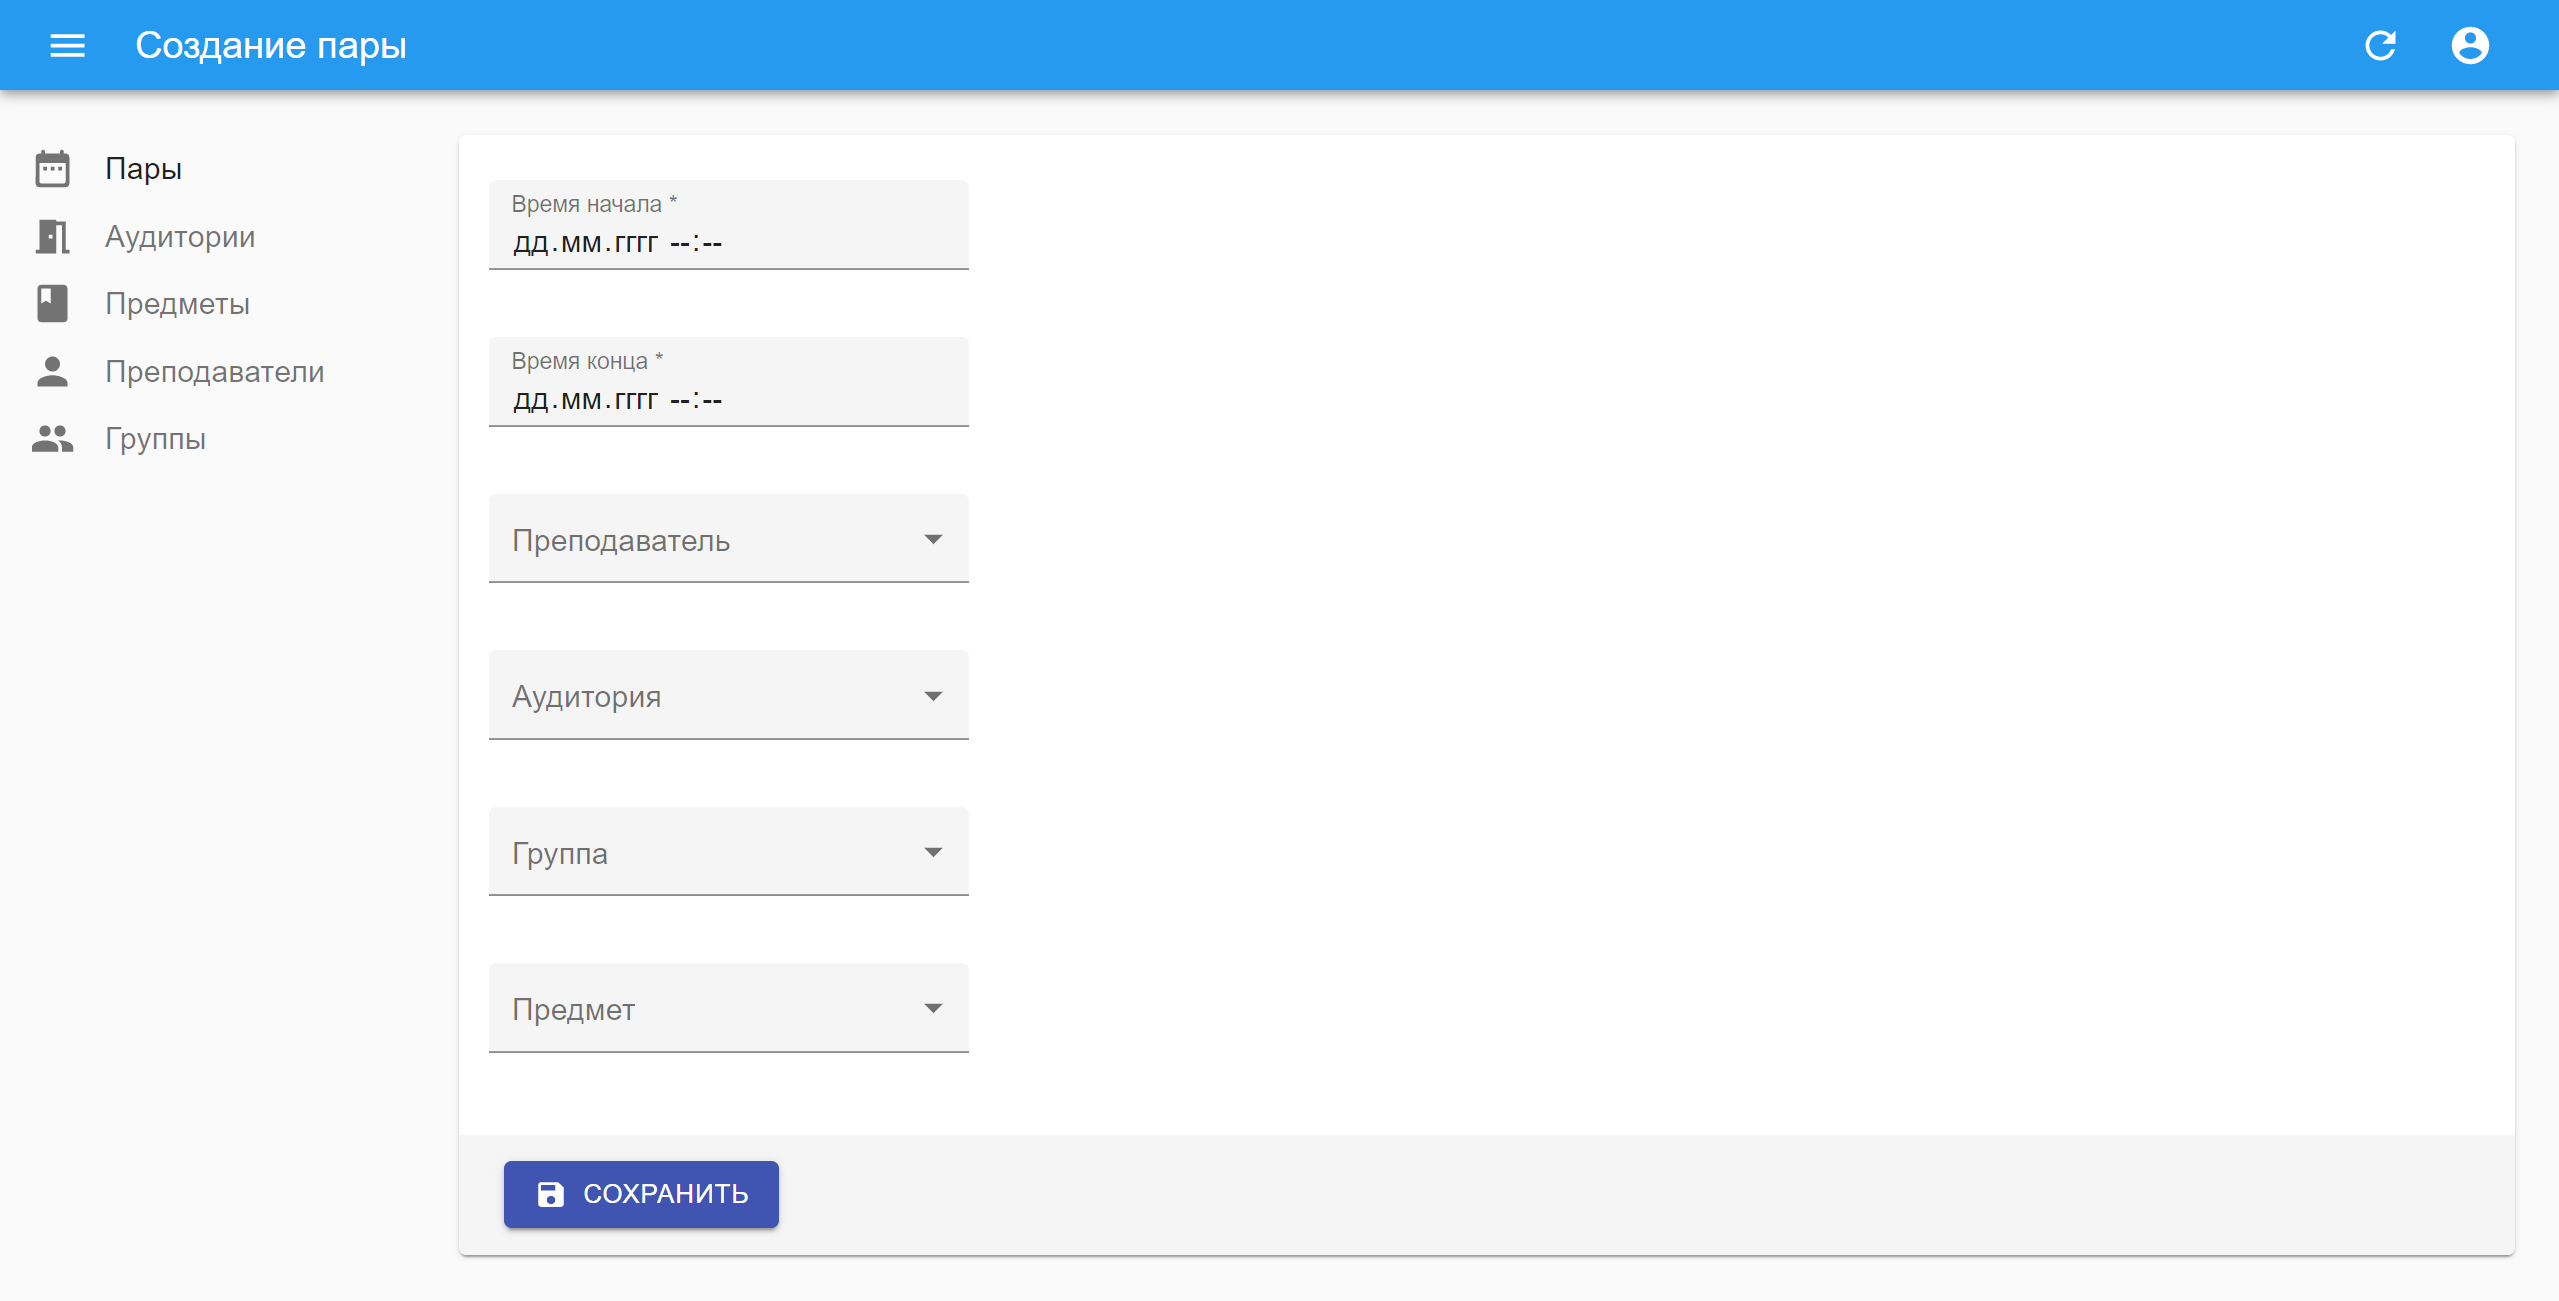 Создание пары
Пары
Аудитории
Предметы
Преподаватели
Группы
Время начала *
дд.мм.гггг --:--
Время конца *
дд.мм.гггг --:--
Преподаватель
Аудитория
Группа
Предмет
СОХРАНИТЬ